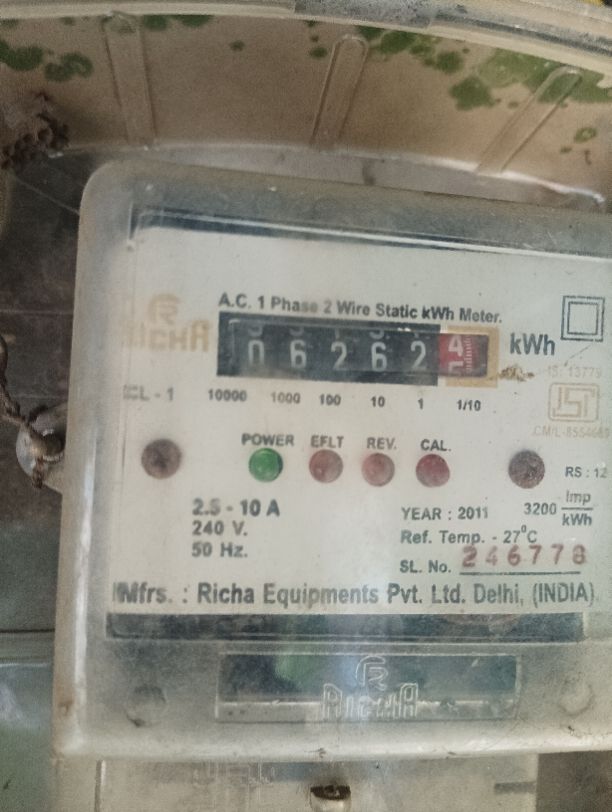 A.C. 1 Phase 2 Wire Static kWh Meter.
RICHA
0 6 2 6 2 4 kWh
IS: 13779
CL - 1 10000 1000 100 10 1 1/10
ISI
POWER EFLT REV. CAL.
RS : 12
2.5 - 10 A
240 V.
50 Hz.
YEAR : 2011 3200 Imp/kWh
Ref. Temp. - 27°C
SL. No. 246778
Mfrs. : Richa Equipments Pvt. Ltd. Delhi, (INDIA)
RICHA